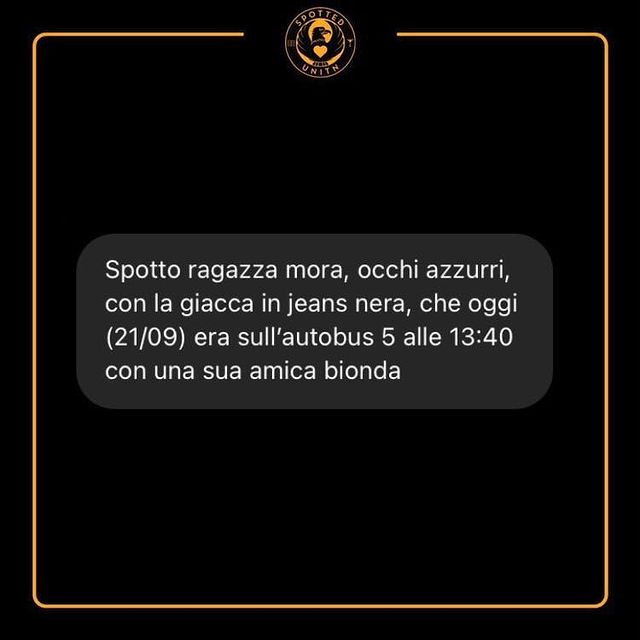 SPOTTED
UNITN
Spotto ragazza mora, occhi azzurri,
con la giacca in jeans nera, che oggi
(21/09) era sull’autobus 5 alle 13:40
con una sua amica bionda